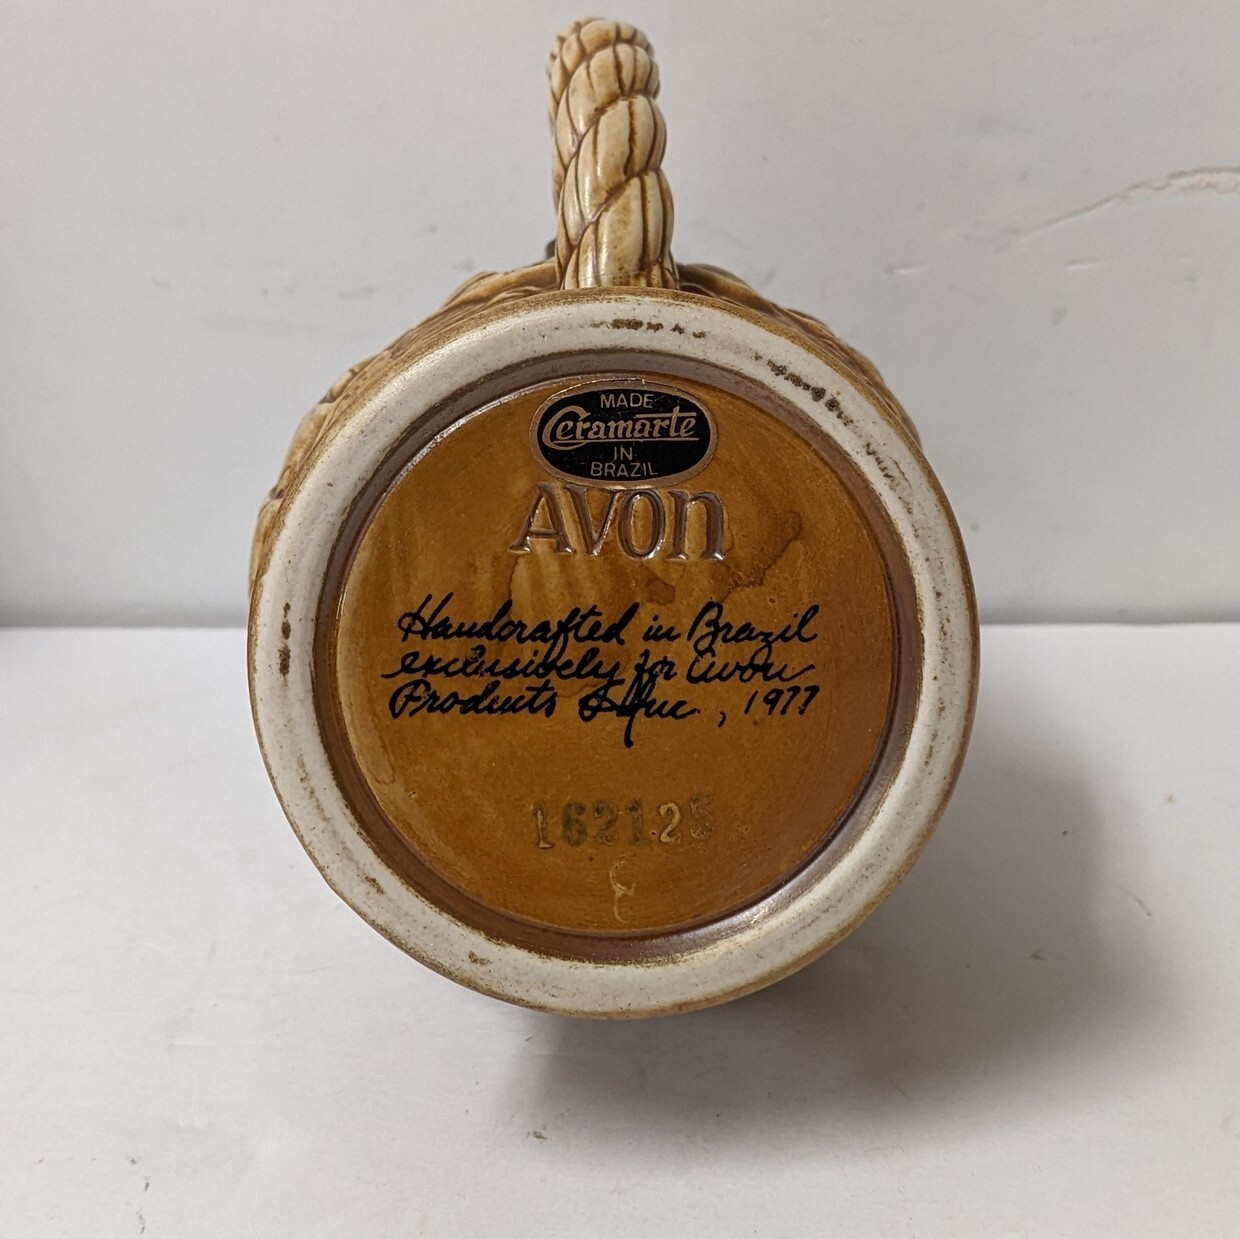 MADE
Ceramarte
IN
BRAZIL
AVON
Handcrafted in Brazil
exclusively for Avon
Products Inc., 1977
162125